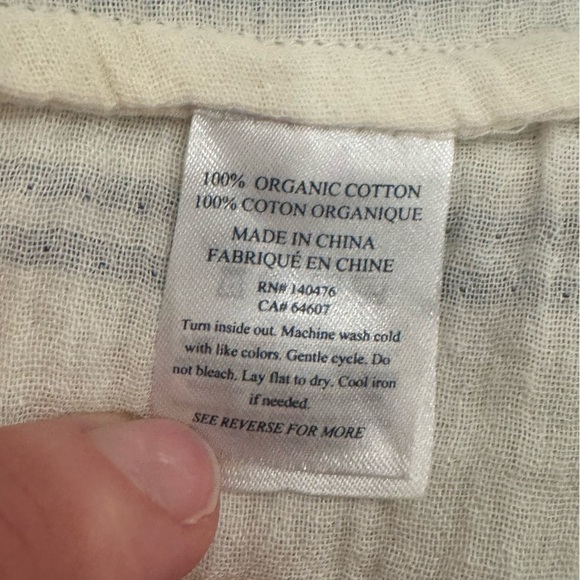 100% ORGANIC COTTON
100% COTON ORGANIQUE
MADE IN CHINA
FABRIQUÉ EN CHINE
RN# 140476
CA# 64607
Turn inside out. Machine wash cold
with like colors. Gentle cycle. Do
not bleach. Lay flat to dry. Cool iron
if needed.
SEE REVERSE FOR MORE